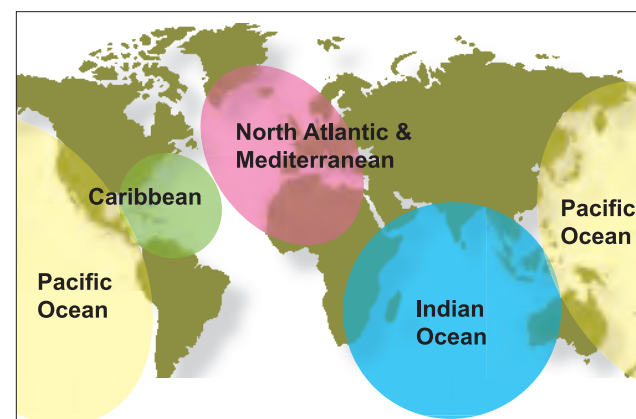 North Atlantic &
Mediterranean
Caribbean
Pacific
Ocean
Pacific
Ocean
Indian
Ocean